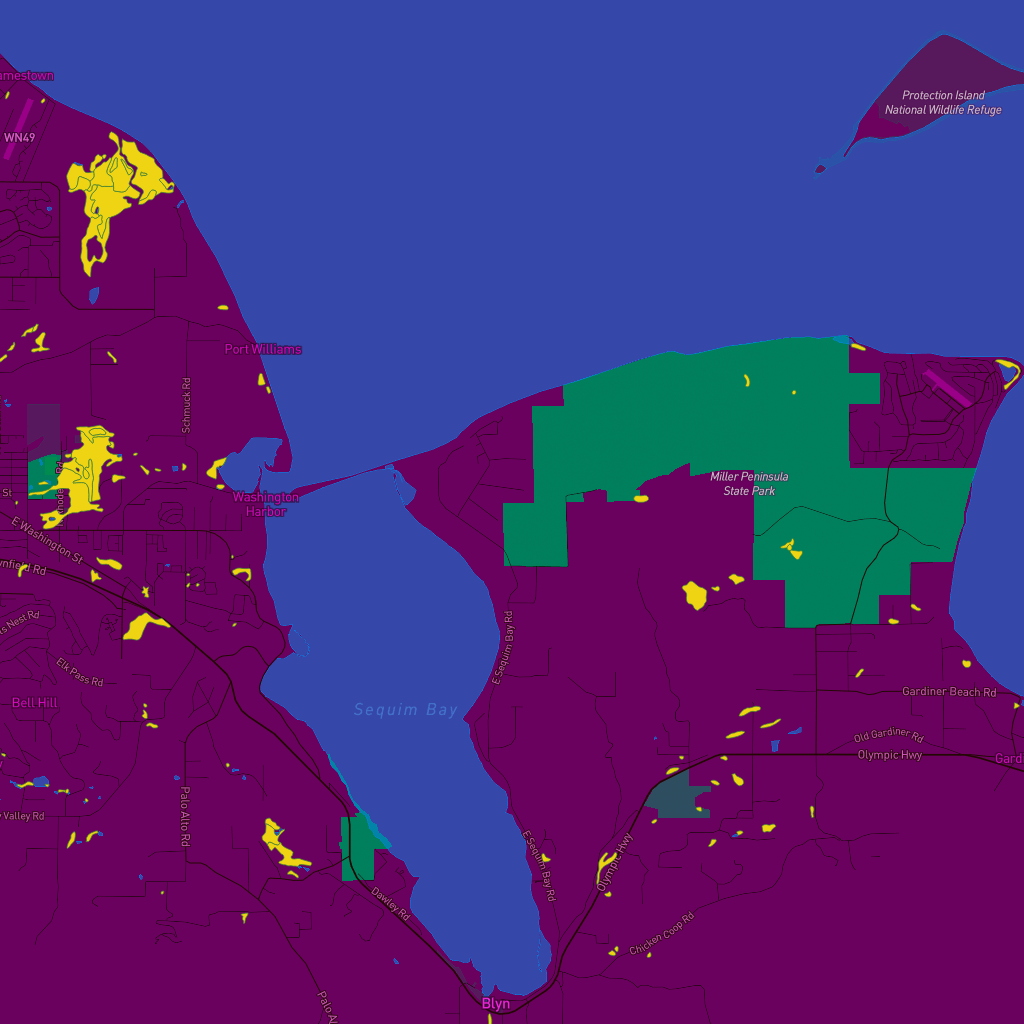 amestown
Protection Island
National Wildlife Refuge
WN49
Port Williams
Schmuck Rd
Miller Peninsula
State Park
St
Washington
Harbor
E Washington St
nfield Rd
s Nest Rd
Elk Pass Rd
E Sequim Bay Rd
Bell Hill
Sequim Bay
Gardiner Beach Rd
Old Gardiner Rd
Olympic Hwy
Gard
Valley Rd
Palo Alto Rd
E Sequim Bay Rd
Olympic Hwy
Dawley Rd
Chicken Coop Rd
Blyn
Palo Al